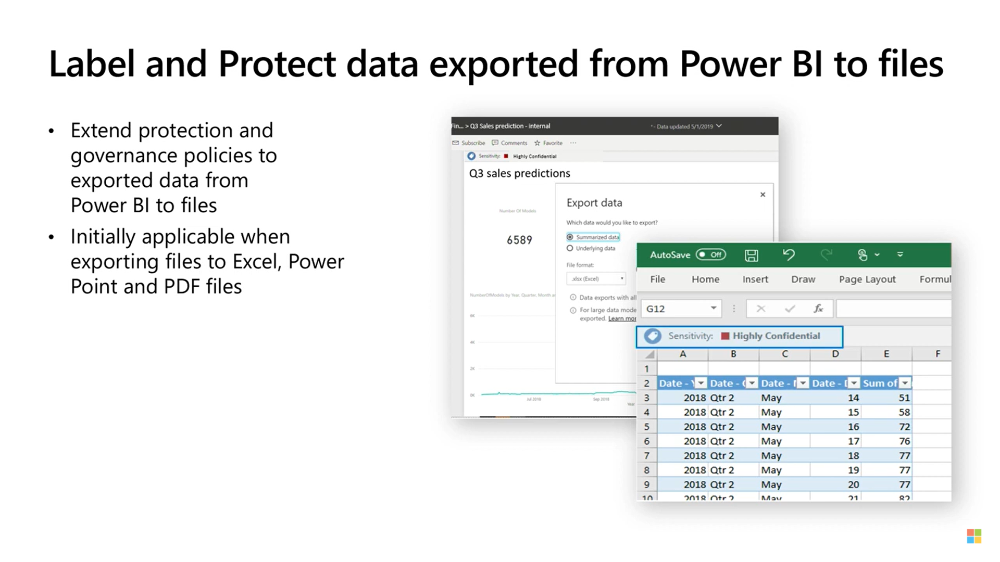 Label and Protect data exported from Power BI to files
• Extend protection and
governance policies to
exported data from
Power BI to files
• Initially applicable when
exporting files to Excel, Power
Point and PDF files
Fin... > Q3 Sales prediction - internal
- Data updated 5/1/2019
Subscribe Comments Favorite ...
Sensitivity: Highly Confidential
Q3 sales predictions
Number Of Models
6589
NumberOfModels by Year, Quarter, Month
6K
4K
2K
0K
Jul 2018 Sep 2018
Year
Export data
Which data would you like to export?
Summarized data
Underlying data
File format:
.xlsx (Excel)
Data exports with all
For large data mode
exported. Learn mor
AutoSave Off
File Home Insert Draw Page Layout Formul
G12 fx
Sensitivity: Highly Confidential
A B C D E F
1
2 Date - Date - Date - Date - Sum of
3 2018 Qtr 2 May 14 51
4 2018 Qtr 2 May 15 58
5 2018 Qtr 2 May 16 72
6 2018 Qtr 2 May 17 76
7 2018 Qtr 2 May 18 77
8 2018 Qtr 2 May 19 77
9 2018 Qtr 2 May 20 77
10 2018 Qtr 2 May 21 82